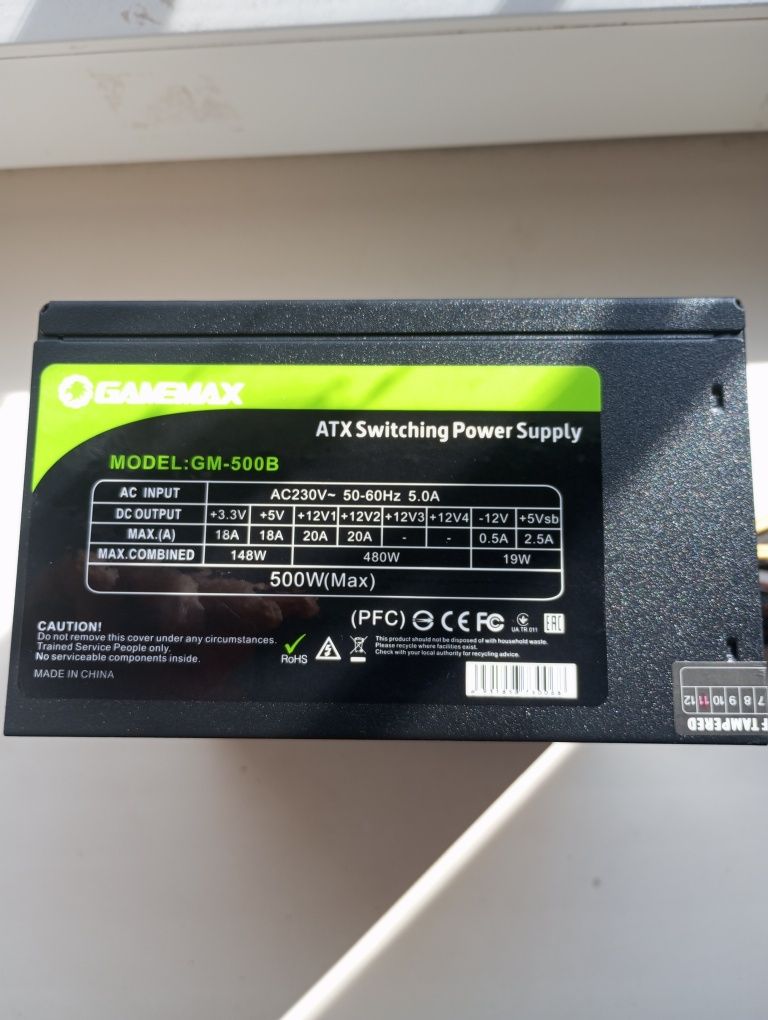 GAMEMAX
ATX Switching Power Supply
MODEL:GM-500B
AC INPUT AC230V~ 50-60Hz 5.0A
DC OUTPUT +3.3V +5V +12V1 +12V2 +12V3 +12V4 -12V +5Vsb
MAX.(A) 18A 18A 20A 20A - - 0.5A 2.5A
MAX.COMBINED 148W 480W 19W
500W(Max)
(PFC) CE FC UA.TR.011 EAC
CAUTION!
Do not remove this cover under any circumstances.
Trained Service People only.
No serviceable components inside.
MADE IN CHINA
RoHS
This product should not be disposed of with household waste.
Please recycle where facilities exist.
Check with your local authority for recycling advice.
7 8 9 10 11 12
F TAMPERED